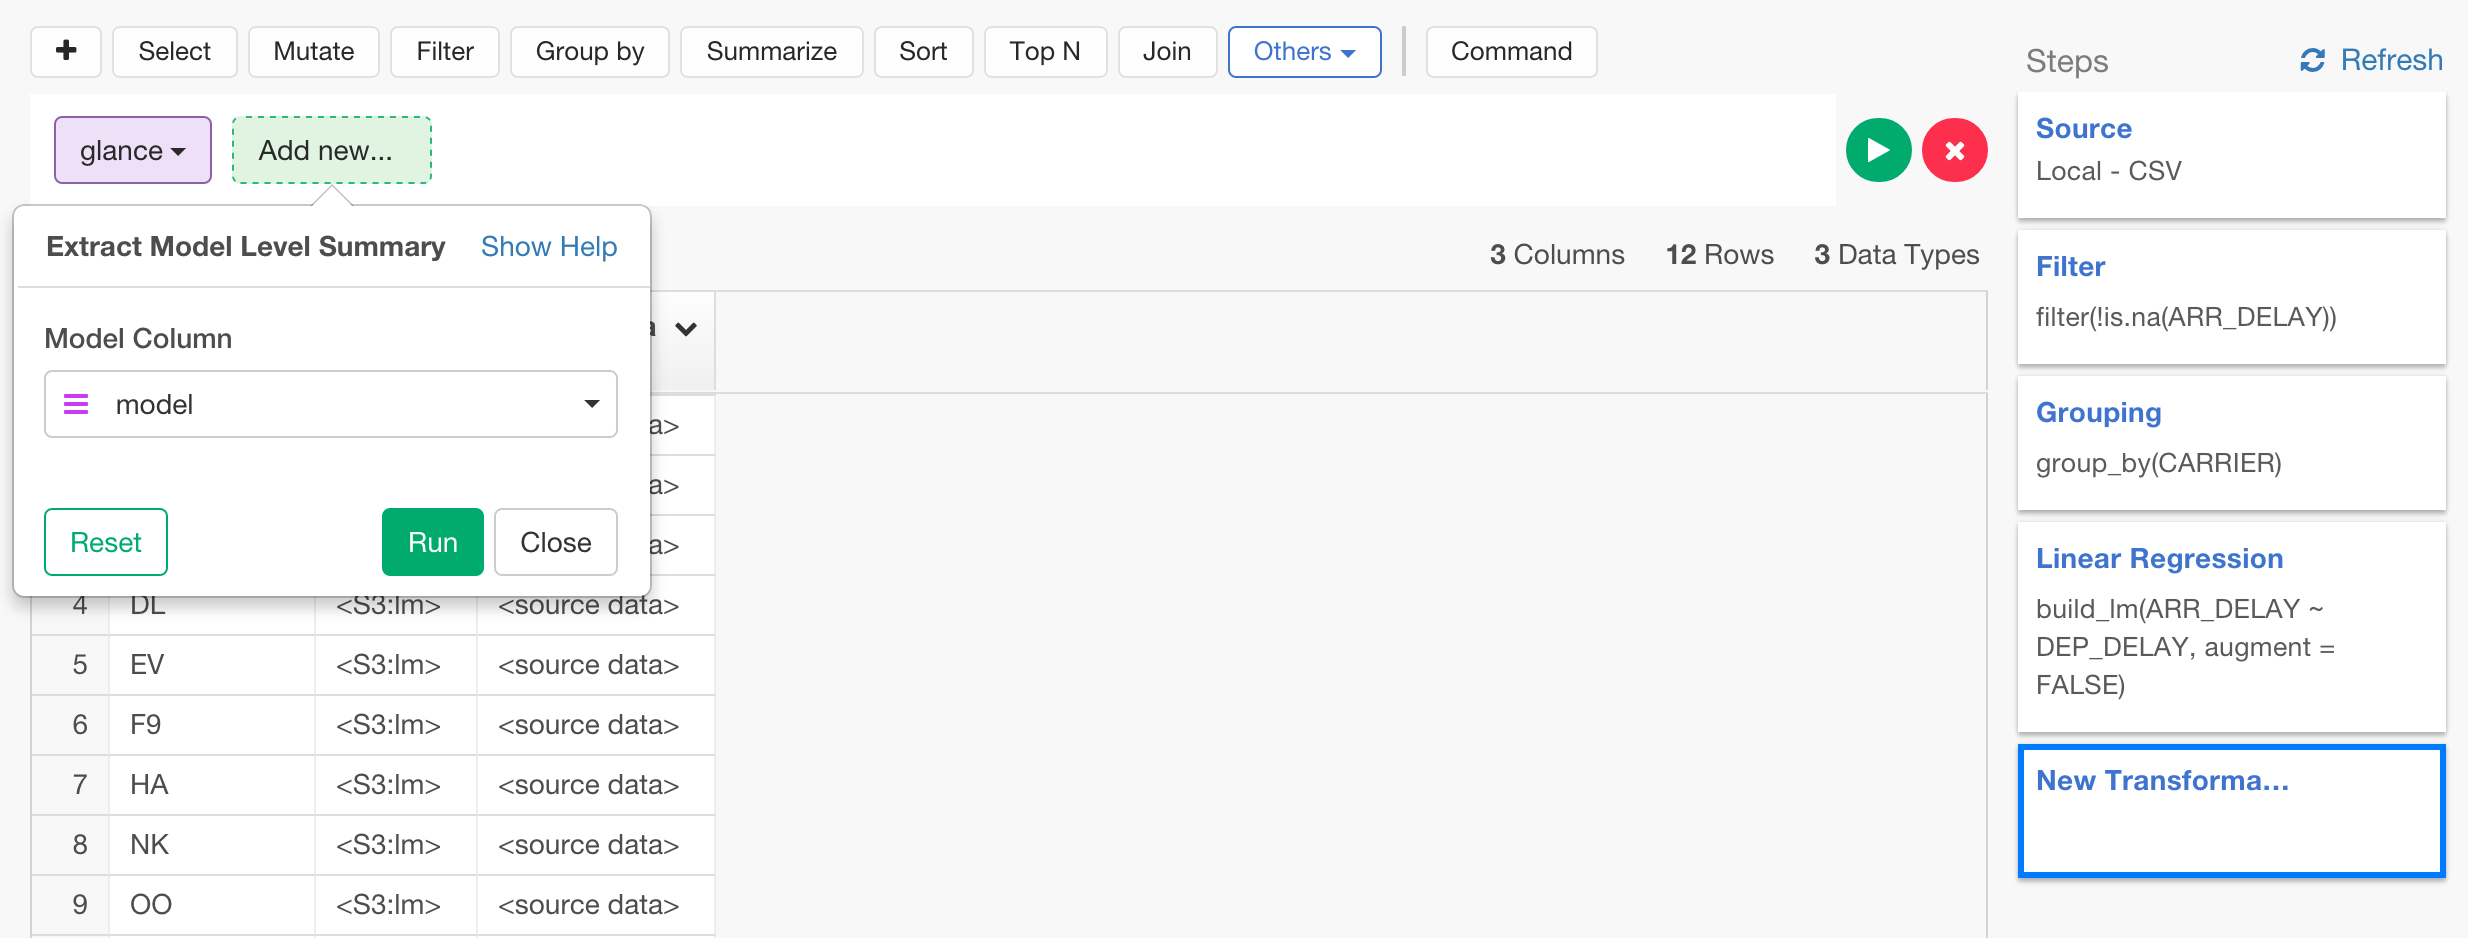 Select Mutate Filter Group by Summarize Sort Top N Join Others Command
Steps Refresh
glance Add new...
Source
Local - CSV
Extract Model Level Summary Show Help
3 Columns 12 Rows 3 Data Types
Filter
filter(!is.na(ARR_DELAY))
Model Column
model
Grouping
group_by(CARRIER)
a>
a>
a>
Reset Run Close
Linear Regression
build_lm(ARR_DELAY ~
DEP_DELAY, augment =
FALSE)
4 DL <S3:lm> <source data>
5 EV <S3:lm> <source data>
6 F9 <S3:lm> <source data>
7 HA <S3:lm> <source data>
8 NK <S3:lm> <source data>
9 OO <S3:lm> <source data>
New Transforma...